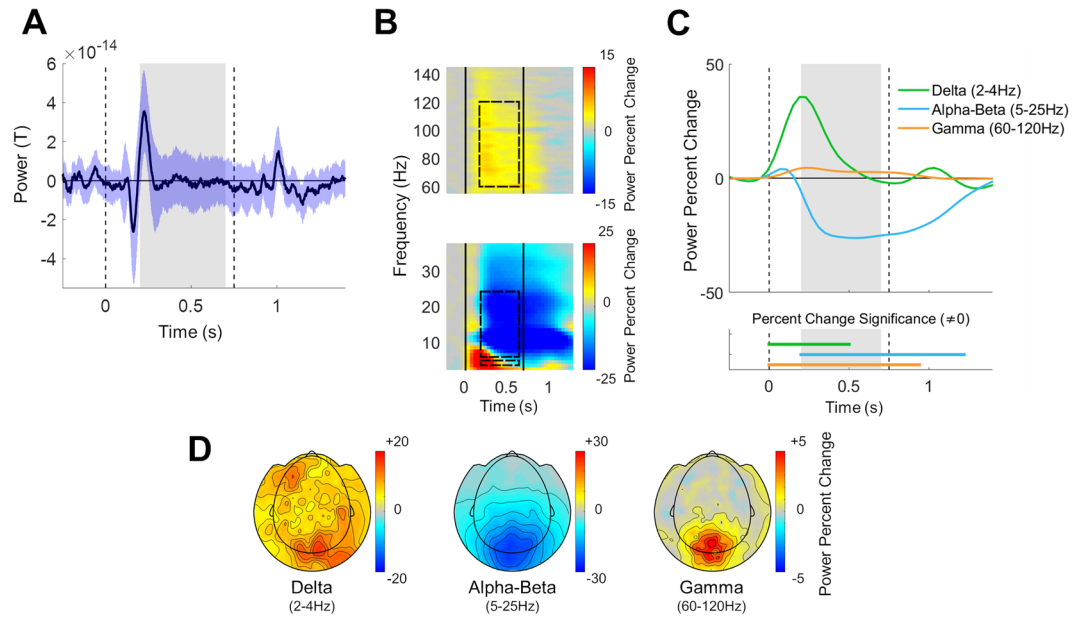 A
×10-14
6
4
2
0
-2
-4
Power (T)
0
0.5
1
Time (s)
B
140
120
100
80
60
15
0
-15
Power Percent Change
Frequency (Hz)
30
20
10
25
0
-25
Power Percent Change
0
0.5
1
Time (s)
C
50
0
-50
Power Percent Change
Delta (2-4Hz)
Alpha-Beta (5-25Hz)
Gamma (60-120Hz)
Percent Change Significance (≠0)
0
0.5
1
Time (s)
D
+20
0
-20
Delta
(2-4Hz)
+30
0
-30
Alpha-Beta
(5-25Hz)
+5
0
-5
Power Percent Change
Gamma
(60-120Hz)